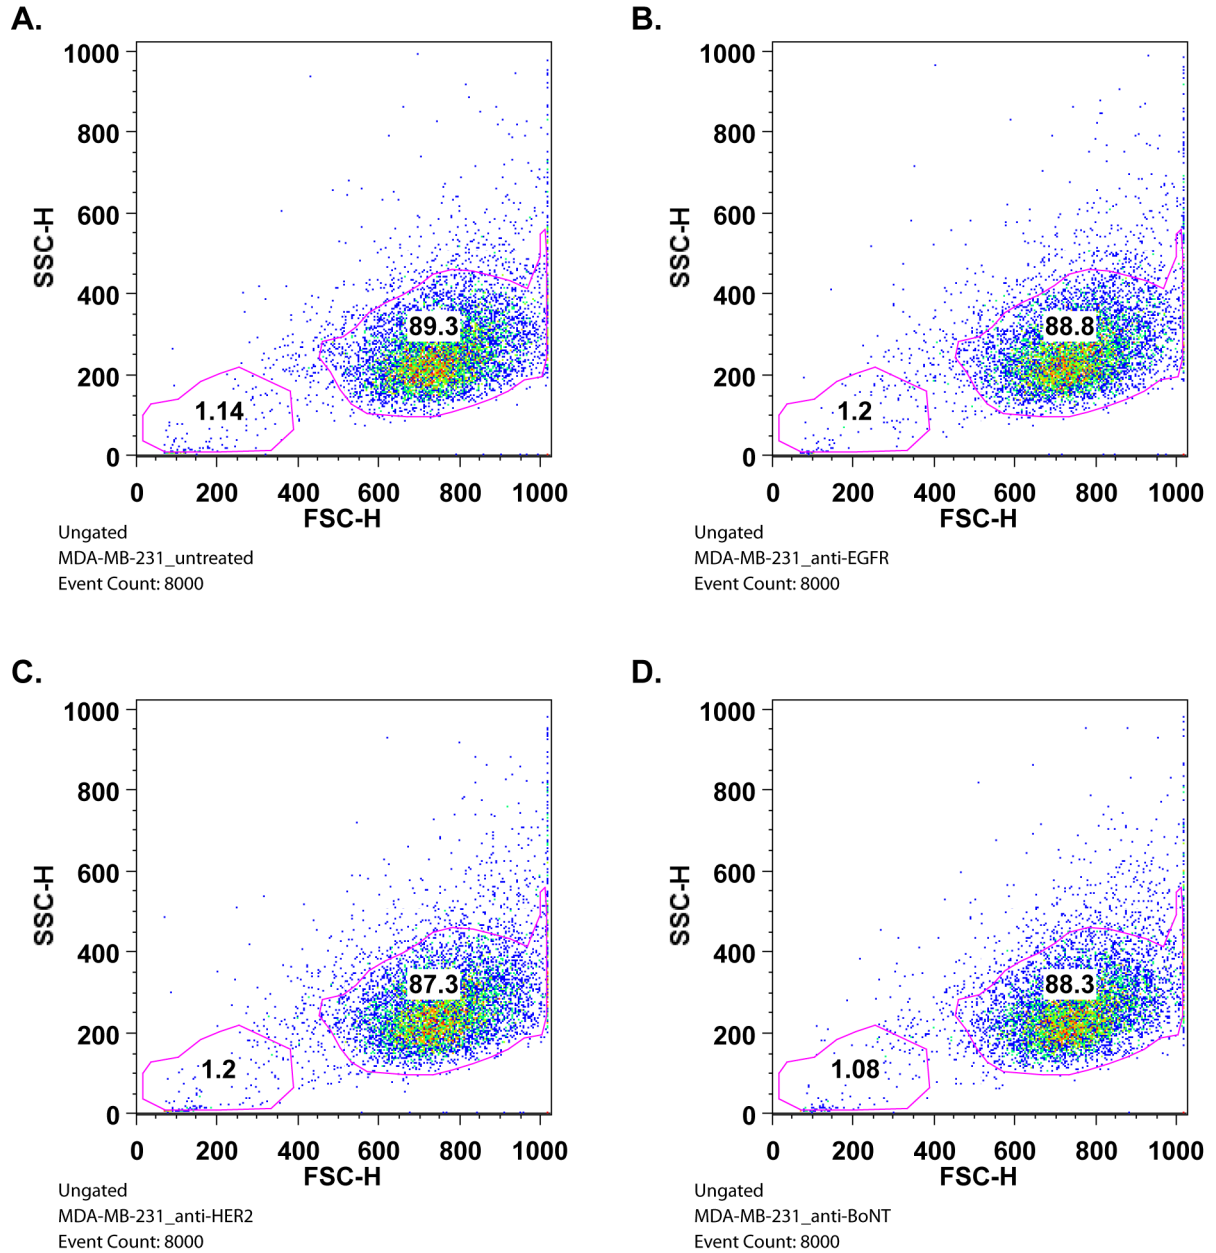 A.
1000
800
600
400
200
0
SSC-H
89.3
1.14
0 200 400 600 800 1000
FSC-H
Ungated
MDA-MB-231_untreated
Event Count: 8000
B.
1000
800
600
400
200
0
SSC-H
88.8
1.2
0 200 400 600 800 1000
FSC-H
Ungated
MDA-MB-231_anti-EGFR
Event Count: 8000
C.
1000
800
600
400
200
0
SSC-H
87.3
1.2
0 200 400 600 800 1000
FSC-H
Ungated
MDA-MB-231_anti-HER2
Event Count: 8000
D.
1000
800
600
400
200
0
SSC-H
88.3
1.08
0 200 400 600 800 1000
FSC-H
Ungated
MDA-MB-231_anti-BoNT
Event Count: 8000